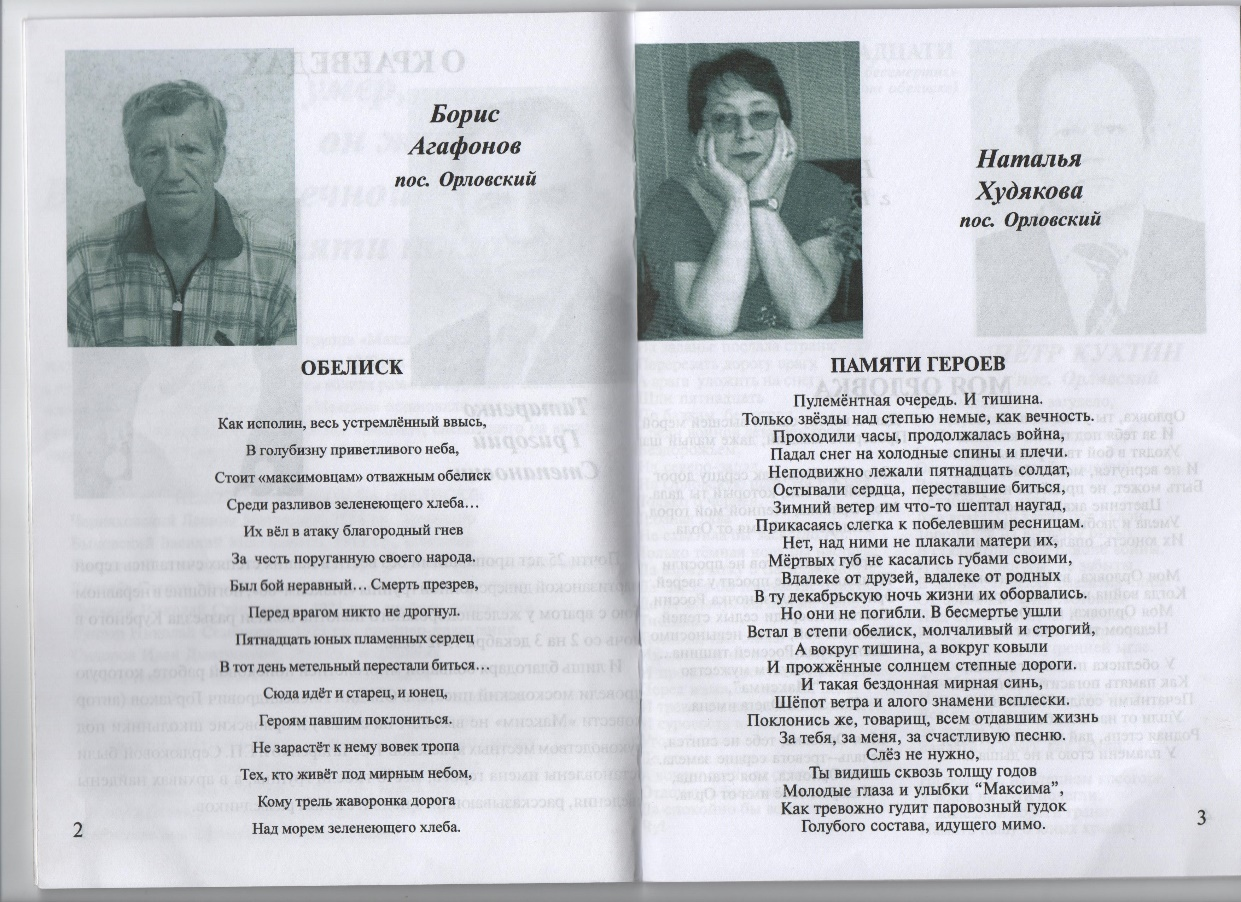 Борис
Агафонов
пос. Орловский
ОБЕЛИСК
Как исполин, весь устремлённый ввысь,
В голубизну приветливого неба,
Стоит «максимовцам» отважным обелиск
Среди разливов зеленеющего хлеба…
Их вёл в атаку благородный гнев
За честь поруганную своего народа.
Был бой неравный… Смерть презрев,
Перед врагом никто не дрогнул.
Пятнадцать юных пламенных сердец
В тот день метельный перестали биться…
Сюда идёт и старец, и юнец,
Героям павшим поклониться.
Не зарастёт к нему вовек тропа
Тех, кто живёт под мирным небом,
Кому трель жаворонка дорога
Над морем зеленеющего хлеба.
2
Наталья
Худякова
пос. Орловский
ПАМЯТИ ГЕРОЕВ
Пулемётная очередь. И тишина.
Только звёзды над степью немые, как вечность.
Проходили часы, продолжалась война,
Падал снег на холодные спины и плечи.
Неподвижно лежали пятнадцать солдат,
Остывали сердца, переставшие биться,
Зимний ветер им что-то шептал наугад,
Прикасаясь слегка к побелевшим ресницам.
Нет, над ними не плакали матери их,
Мёртвых губ не касались губами своими,
Вдалеке от друзей, вдалеке от родных
В ту декабрьскую ночь жизни их оборвались.
Но они не погибли. В бессмертье ушли
Встал в степи обелиск, молчаливый и строгий,
А вокруг тишина, а вокруг ковыли
И прожжённые солнцем степные дороги.
И такая бездонная мирная синь,
Шёпот ветра и алого знамени всплески.
Поклонись же, товарищ, всем отдавшим жизнь
За тебя, за меня, за счастливую песню.
Слёз не нужно,
Ты видишь сквозь толщу годов
Молодые глаза и улыбки “Максима”,
Как тревожно гудит паровозный гудок
Голубого состава, идущего мимо.
3